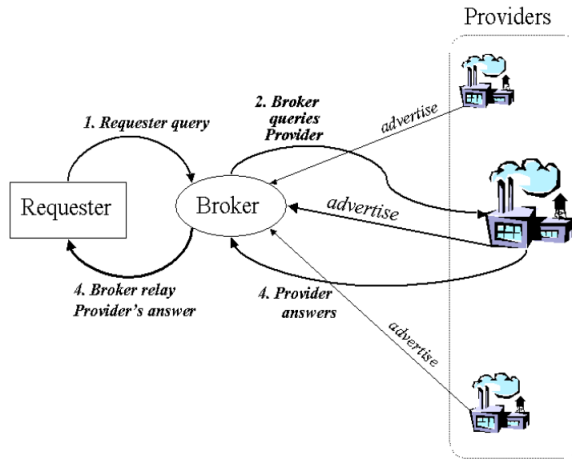 Providers
2. Broker
queries
Provider
1. Requester query
advertise
Requester
Broker
advertise
4. Broker relay
Provider's answer
4. Provider
answers
advertise